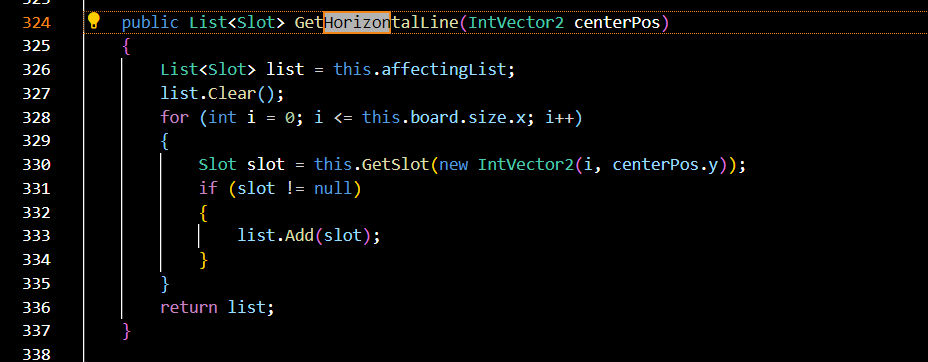 324 public List<Slot> GetHorizontalLine(IntVector2 centerPos)
325 {
326 List<Slot> list = this.affectingList;
327 list.Clear();
328 for (int i = 0; i <= this.board.size.x; i++)
329 {
330 Slot slot = this.GetSlot(new IntVector2(i, centerPos.y));
331 if (slot != null)
332 {
333 list.Add(slot);
334 }
335 }
336 return list;
337 }
338